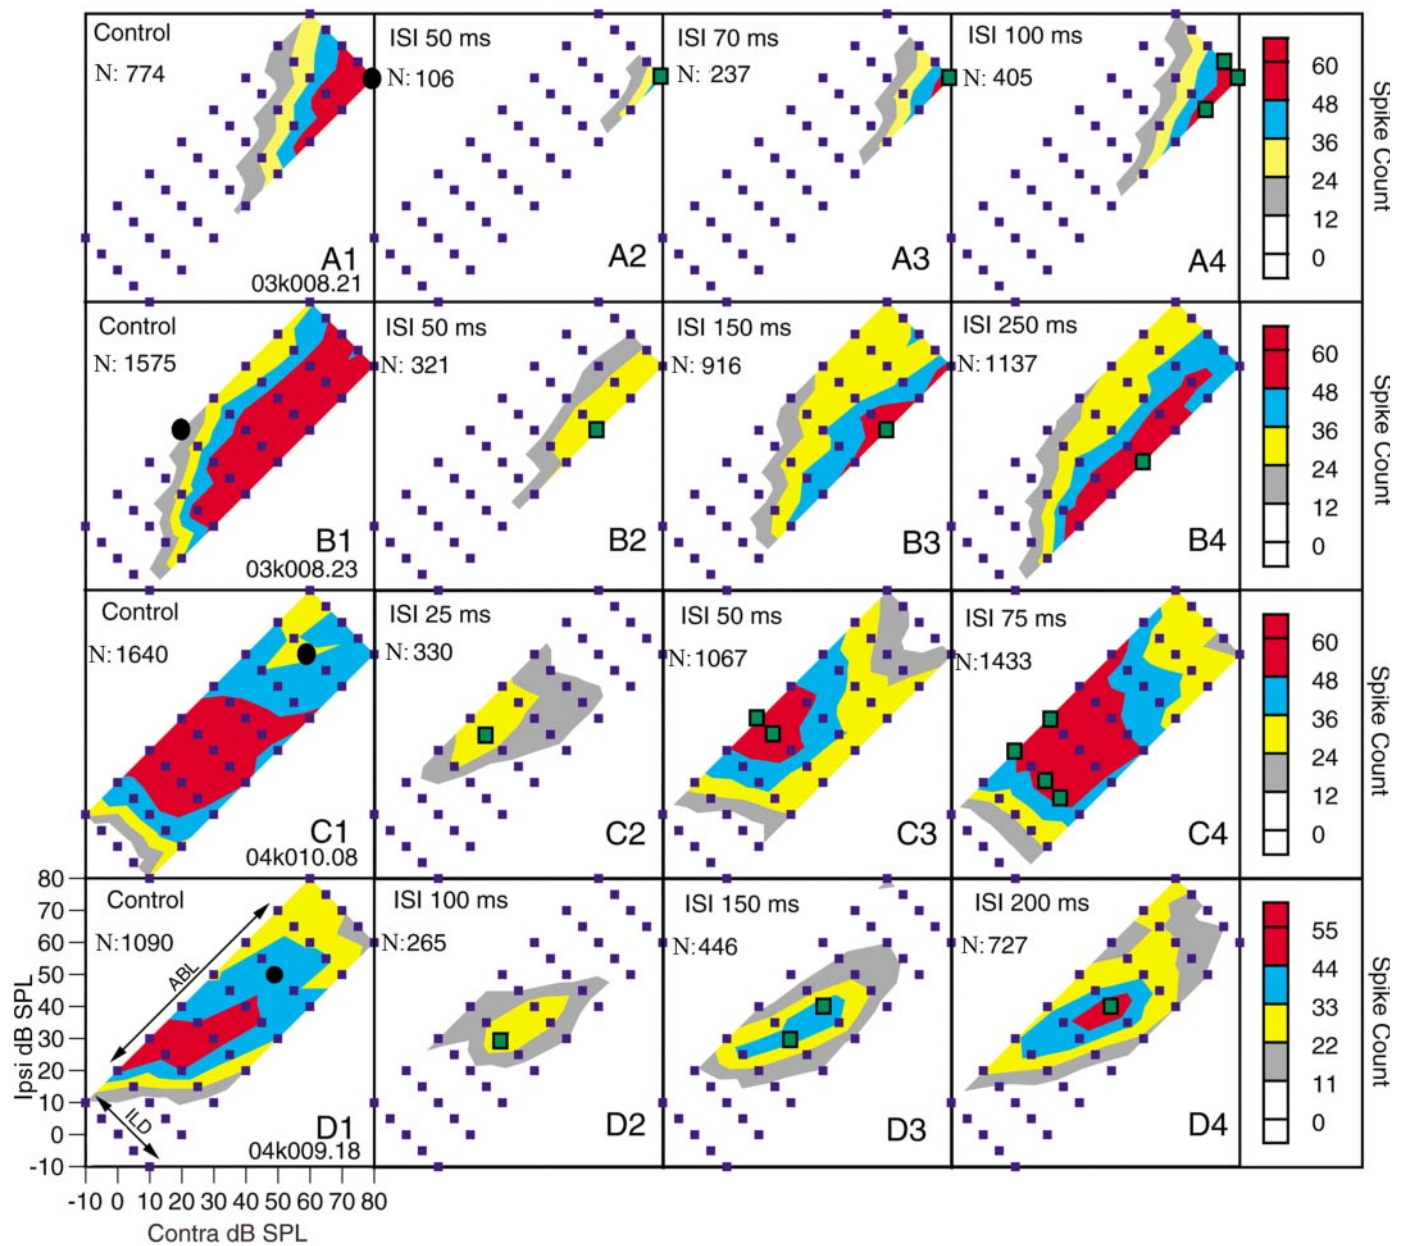 Control
N: 774
A1
03k008.21
ISI 50 ms
N: 106
A2
ISI 70 ms
N: 237
A3
ISI 100 ms
N: 405
A4
60
48
36
24
12
0
Spike Count
Control
N: 1575
B1
03k008.23
ISI 50 ms
N: 321
B2
ISI 150 ms
N: 916
B3
ISI 250 ms
N: 1137
B4
60
48
36
24
12
0
Spike Count
Control
N: 1640
C1
04k010.08
ISI 25 ms
N: 330
C2
ISI 50 ms
N: 1067
C3
ISI 75 ms
N: 1433
C4
60
48
36
24
12
0
Spike Count
Control
N: 1090
ABL
ILD
D1
04k009.18
ISI 100 ms
N: 265
D2
ISI 150 ms
N: 446
D3
ISI 200 ms
N: 727
D4
55
44
33
22
11
0
Spike Count
80
70
60
50
40
30
20
10
0
-10
Ipsi dB SPL
-10 0 10 20 30 40 50 60 70 80
Contra dB SPL